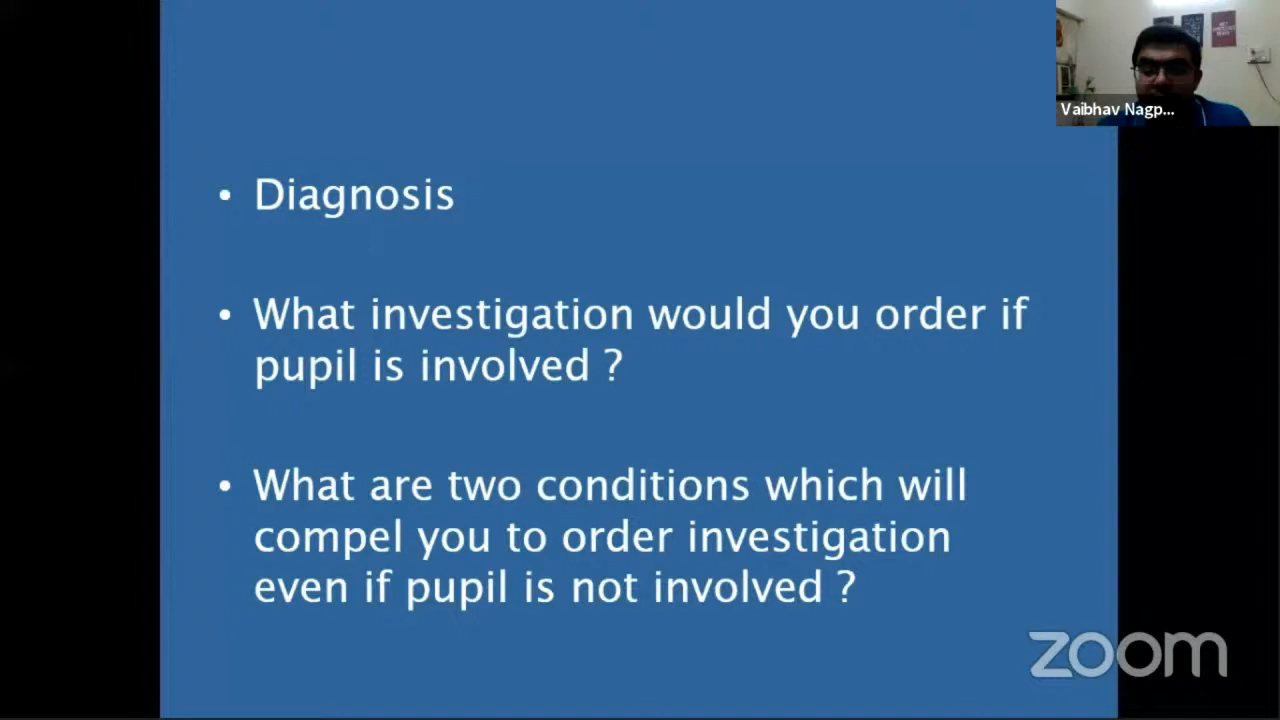 Vaibhav Nagp...
• Diagnosis
• What investigation would you order if
pupil is involved ?
• What are two conditions which will
compel you to order investigation
even if pupil is not involved ?
zoom